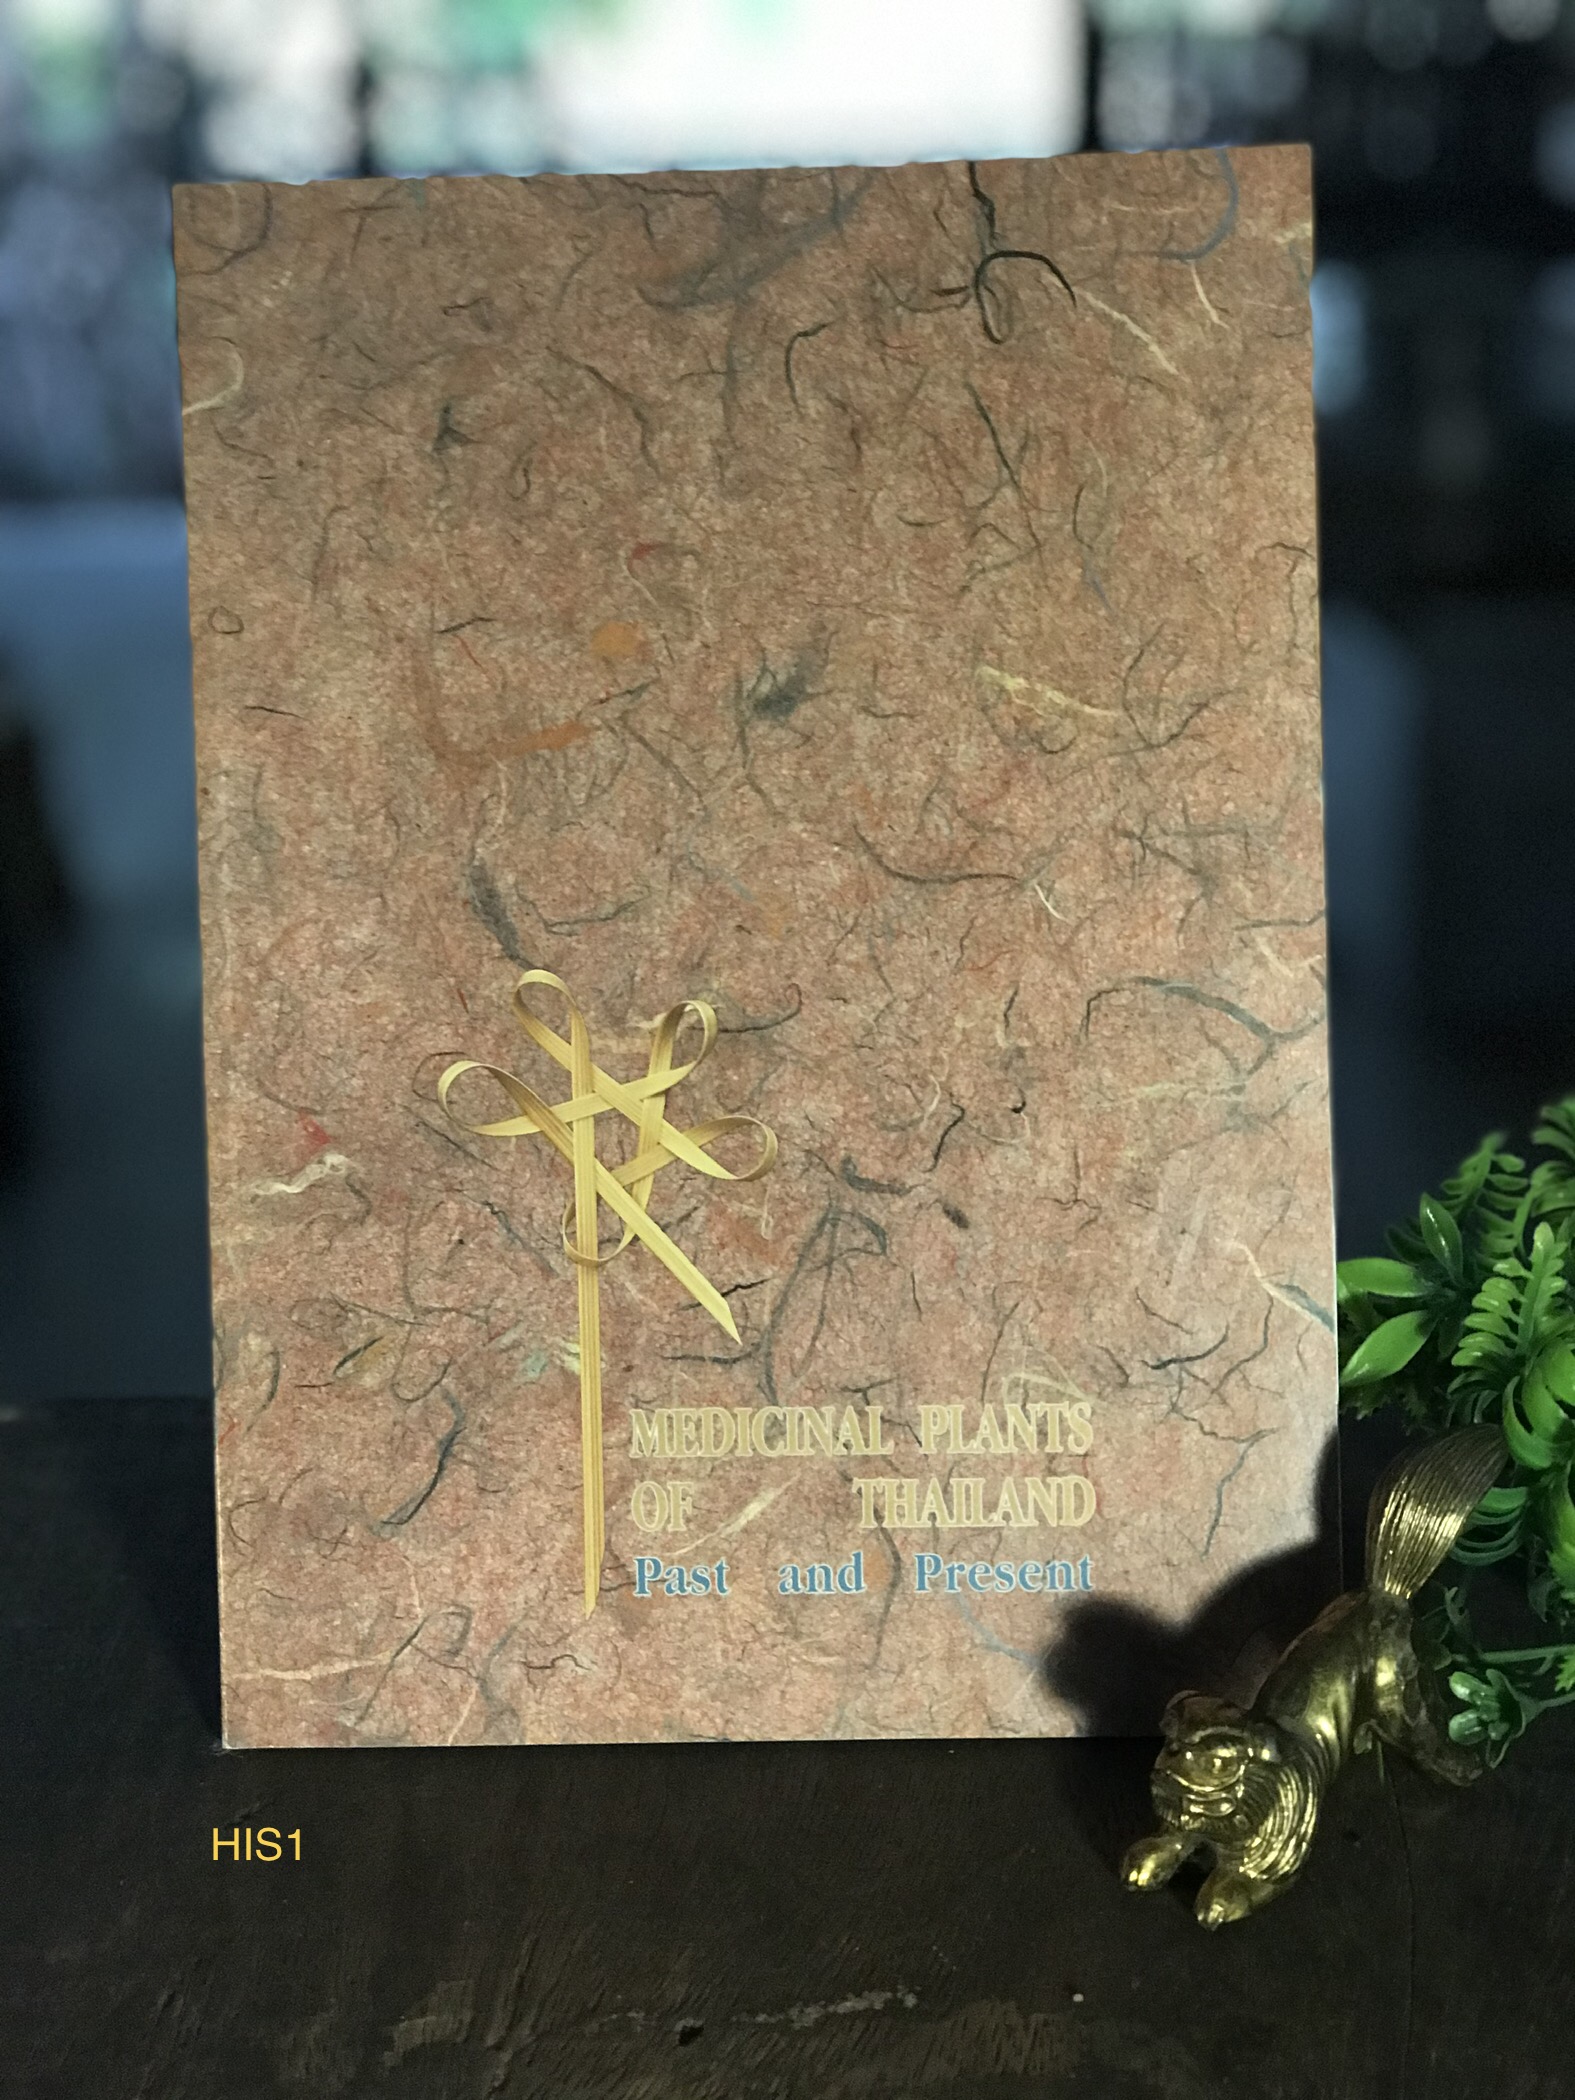 MEDICINAL PLANTS
OF THAILAND
Past and Present
HIS1